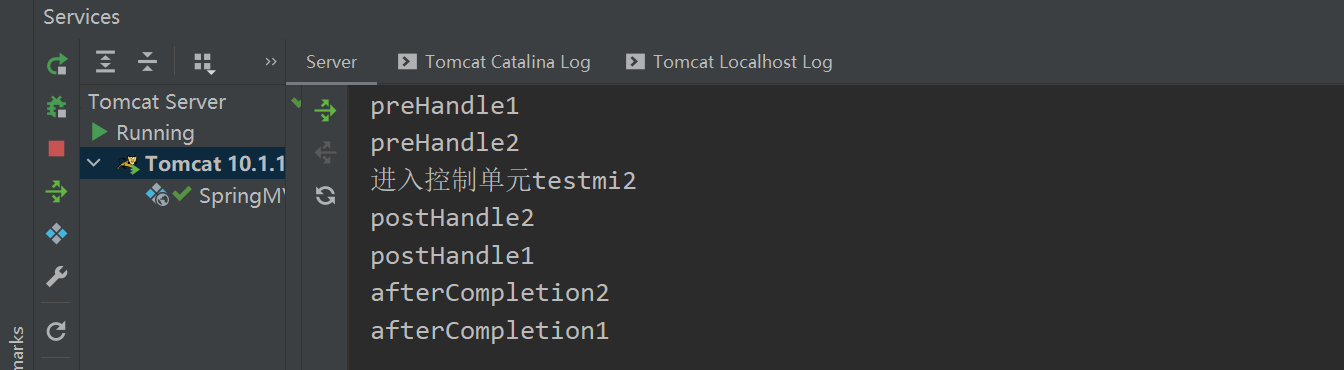 Services
Server
Tomcat Catalina Log
Tomcat Localhost Log
Tomcat Server
Running
Tomcat 10.1.1
SpringMV
marks
preHandle1
preHandle2
进入控制单元testmi2
postHandle2
postHandle1
afterCompletion2
afterCompletion1